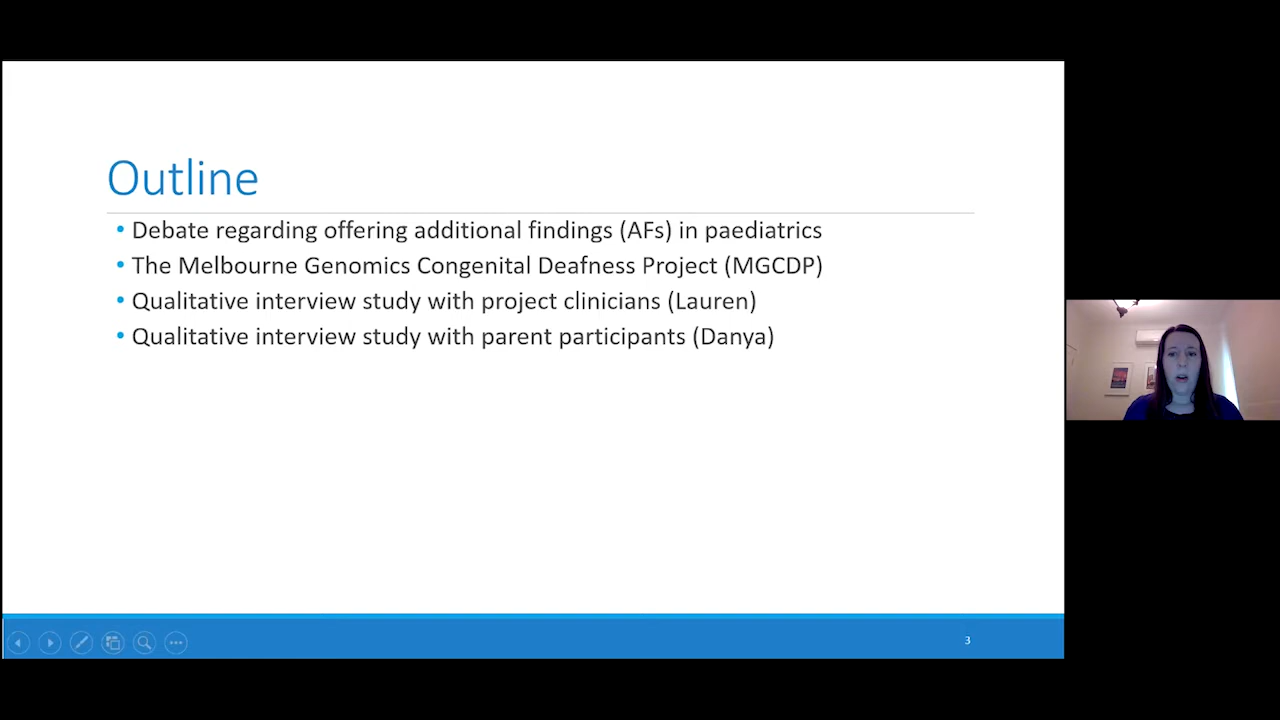 Outline
• Debate regarding offering additional findings (AFs) in paediatrics
• The Melbourne Genomics Congenital Deafness Project (MGCDP)
• Qualitative interview study with project clinicians (Lauren)
• Qualitative interview study with parent participants (Danya)
3